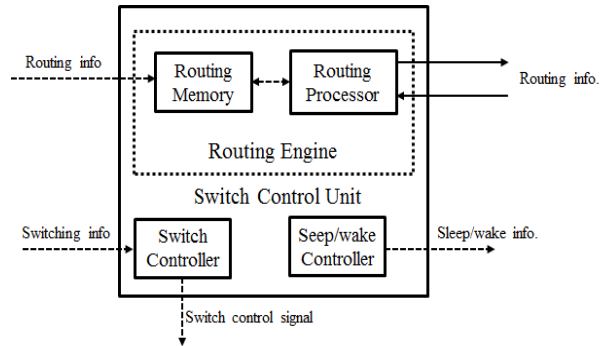 Routing info
Routing
Memory
Routing
Processor
Routing info.
Routing Engine
Switch Control Unit
Switching info
Switch
Controller
Seep/wake
Controller
Sleep/wake info.
Switch control signal